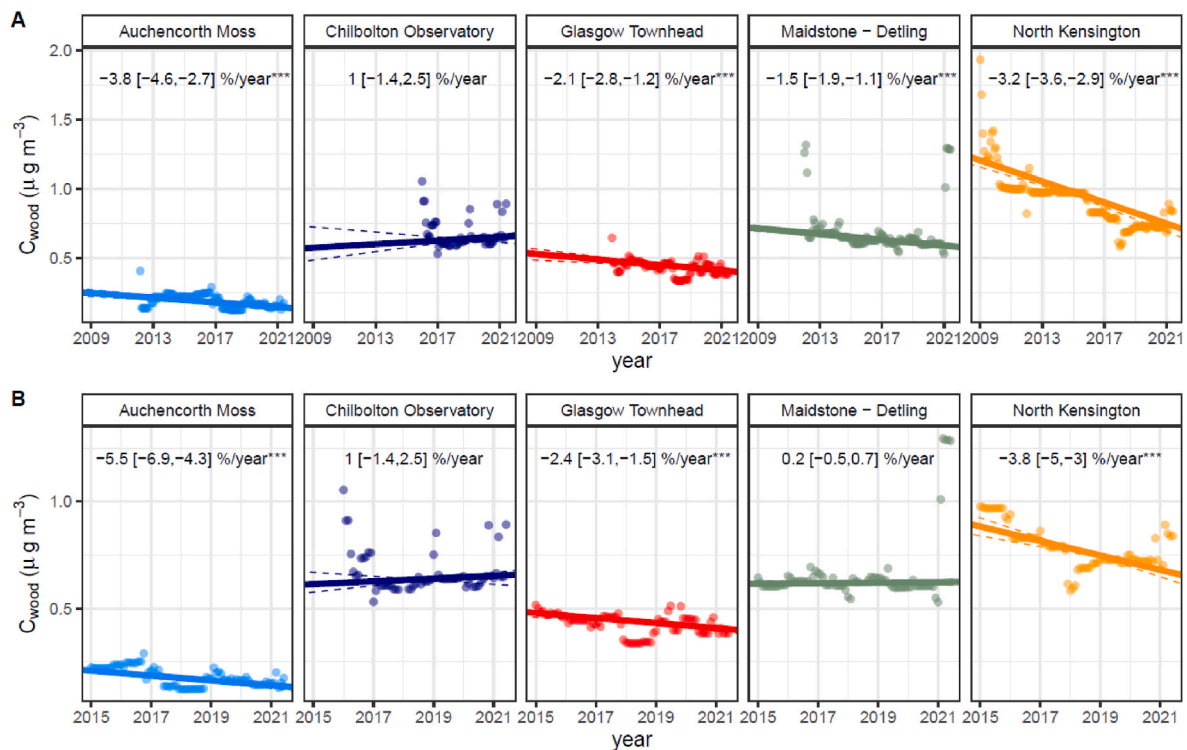 A
Auchencorth Moss
Chilbolton Observatory
Glasgow Townhead
Maidstone − Detling
North Kensington
2.0
1.5
1.0
0.5
C_wood (μ g m⁻³)
−3.8 [−4.6,−2.7] %/year***
1 [−1.4,2.5] %/year
−2.1 [−2.8,−1.2] %/year***
−1.5 [−1.9,−1.1] %/year***
−3.2 [−3.6,−2.9] %/year***
2009 2013 2017 2021
2009 2013 2017 2021
2009 2013 2017 2021
2009 2013 2017 2021
2009 2013 2017 2021
year
B
Auchencorth Moss
Chilbolton Observatory
Glasgow Townhead
Maidstone − Detling
North Kensington
1.0
0.5
C_wood (μ g m⁻³)
−5.5 [−6.9,−4.3] %/year***
1 [−1.4,2.5] %/year
−2.4 [−3.1,−1.5] %/year***
0.2 [−0.5,0.7] %/year
−3.8 [−5,−3] %/year***
2015 2017 2019 2021
2015 2017 2019 2021
2015 2017 2019 2021
2015 2017 2019 2021
2015 2017 2019 2021
year